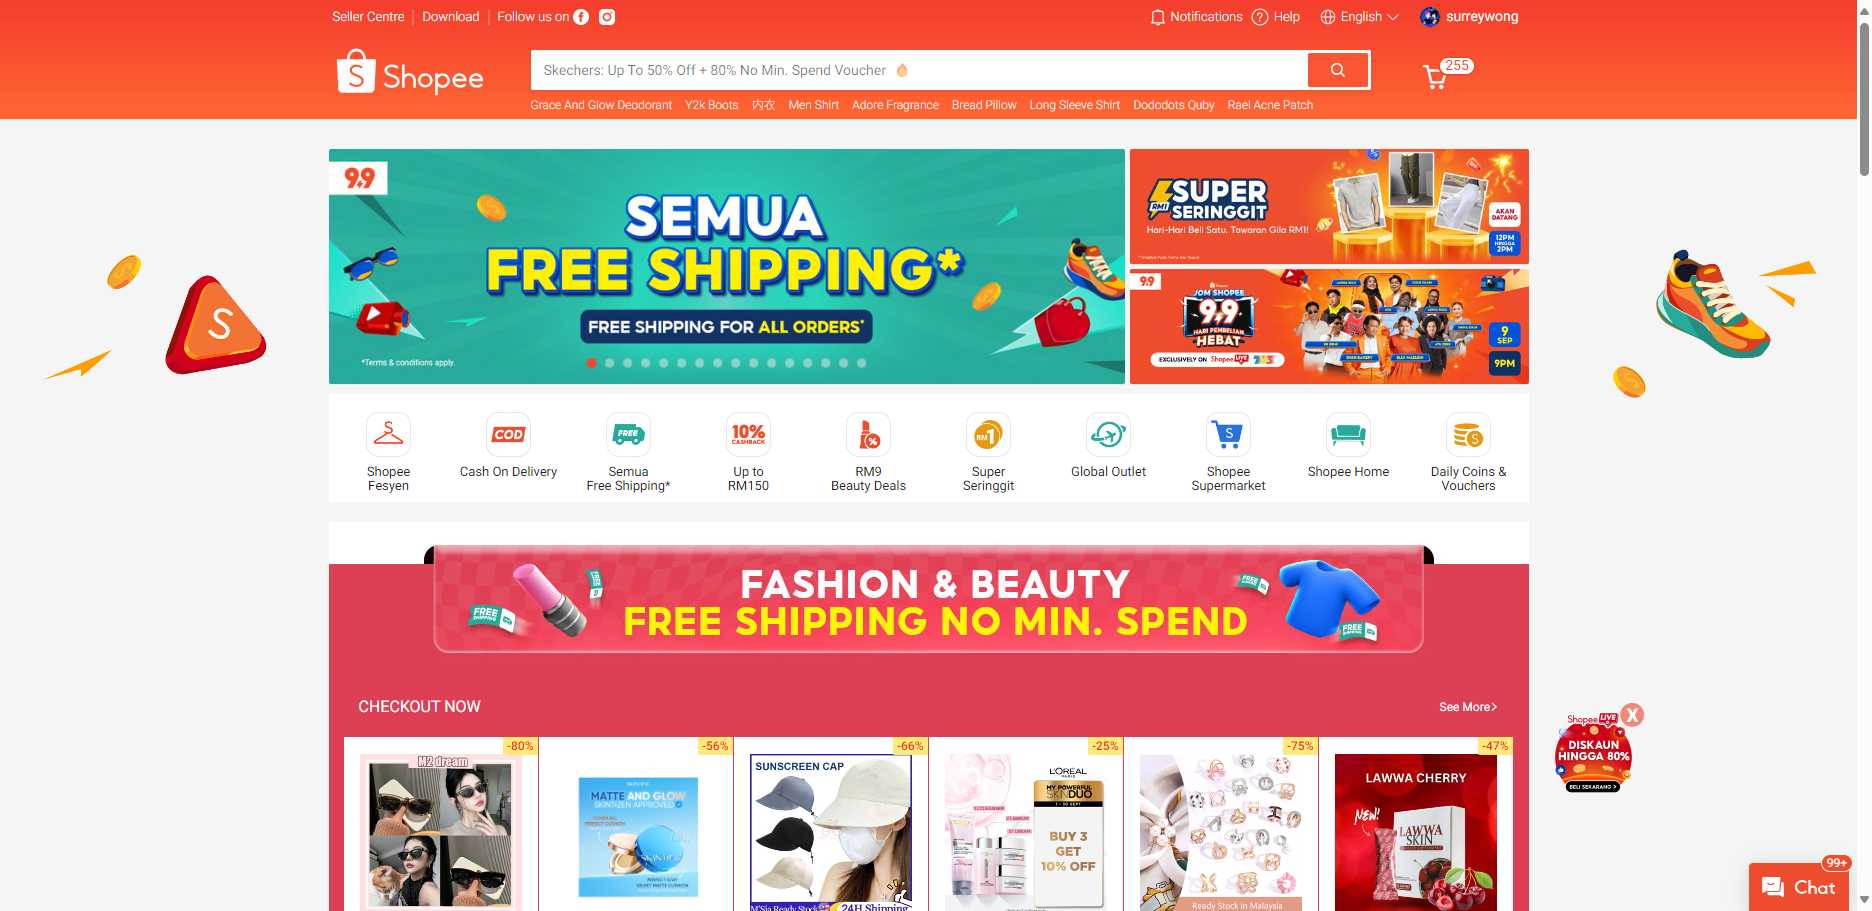 Seller Centre
Download
Follow us on
Notifications
Help
English
surreywong
Shopee
Skechers: Up To 50% Off + 80% No Min. Spend Voucher
255
Grace And Glow Deodorant
Y2k Boots
内衣
Men Shirt
Adore Fragrance
Bread Pillow
Long Sleeve Shirt
Dododots Quby
Rael Acne Patch
9.9
SEMUA
FREE SHIPPING*
FREE SHIPPING FOR ALL ORDERS*
*Terms & conditions apply.
RM1
SUPER
SERINGGIT
Hari-Hari Beli Satu, Tawaran Gila RM1!
AKAN
DATANG
12PM
HINGGA
2PM
9.9
JOM SHOPEE
9.9
HARI PEMBELIAN
HEBAT
EXCLUSIVELY ON Shopee LIVE
9
SEP
9PM
S
COD
FREE
10%
CASHBACK
RM1
Shopee
Fesyen
Cash On Delivery
Semua
Free Shipping*
Up to
RM150
RM9
Beauty Deals
Super
Seringgit
Global Outlet
Shopee
Supermarket
Shopee Home
Daily Coins &
Vouchers
FASHION & BEAUTY
FREE SHIPPING NO MIN. SPEND
CHECKOUT NOW
See More
-80%
-56%
-66%
-25%
-75%
-47%
M2 dream
MATTE AND GLOW
SUNSCREEN CAP
M'Sia Ready Stock
24H Shipping
L'ORÉAL
PARIS
MY POWERFUL
SKINDUO
BUY 3
GET
10% OFF
Ready Stock in Malaysia
LAWWA CHERRY
NEW!
LAWWA
SKIN
Shopee LIVE
X
DISKAUN
HINGGA 80%
BELI SEKARANG >
99+
Chat